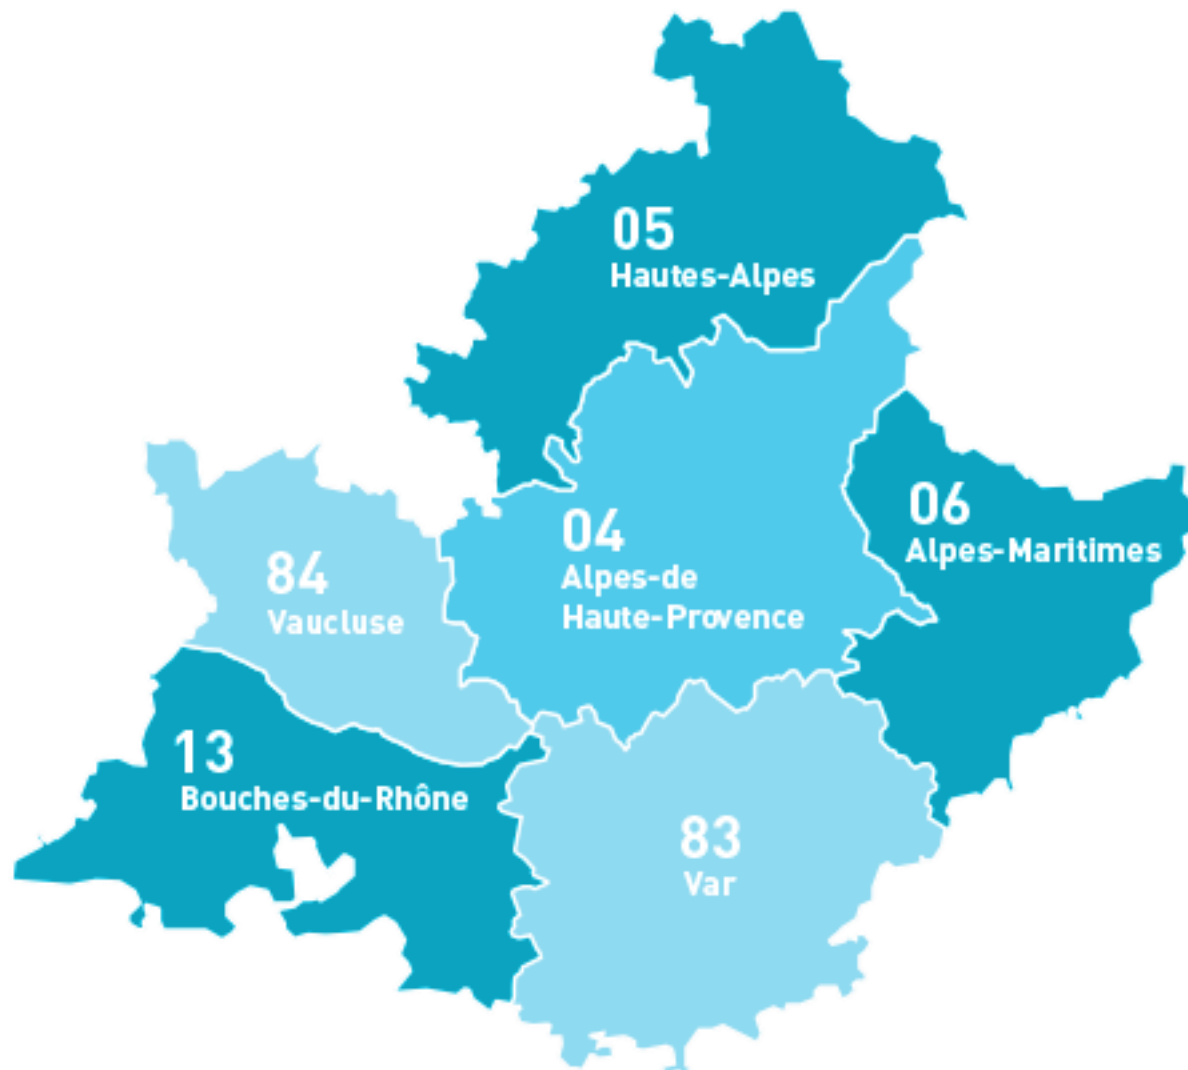 05
Hautes-Alpes
04
Alpes-de
Haute-Provence
06
Alpes-Maritimes
84
Vaucluse
13
Bouches-du-Rhône
83
Var